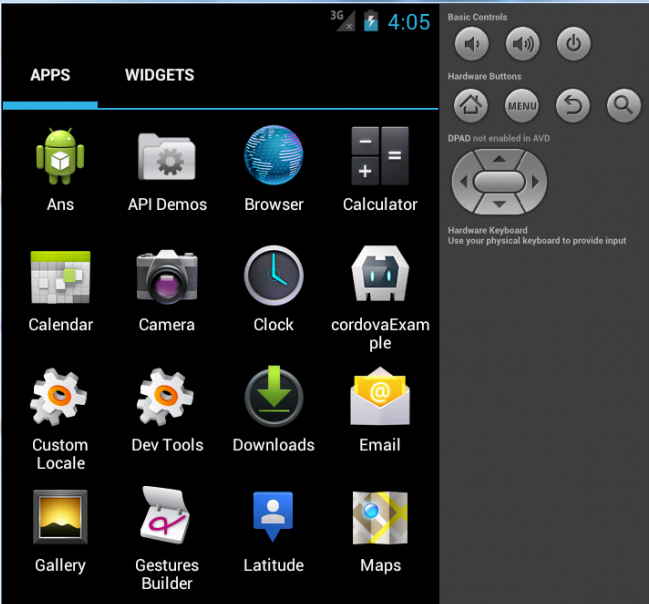 3G 4:05
APPS WIDGETS
Ans API Demos Browser Calculator
Calendar Camera Clock cordovaExam
ple
Custom Dev Tools Downloads Email
Locale
Gallery Gestures Latitude Maps
Builder
Basic Controls
Hardware Buttons
MENU
DPAD not enabled in AVD
Hardware Keyboard
Use your physical keyboard to provide input